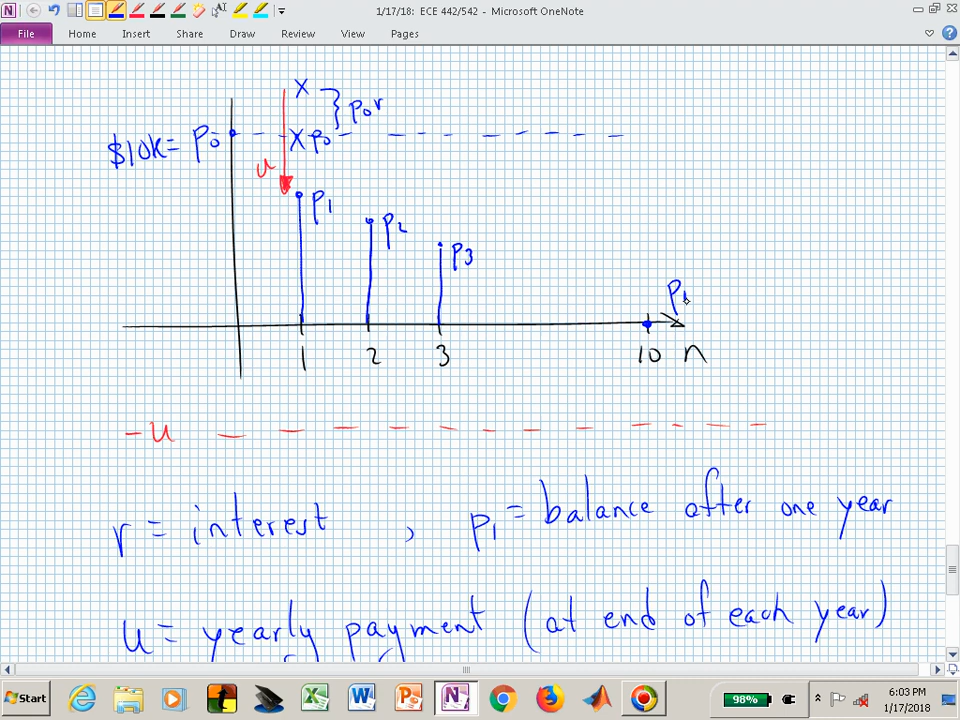 1/17/18: ECE 442/542 - Microsoft OneNote
File Home Insert Share Draw Review View Pages
x
} p0r
$10K = p0
x p0
u
p1
p2
p3
p1
1 2 3 10 n
-u
r = interest , p1 = balance after one year
u = yearly payment (at end of each year)
Start
98%
6:03 PM
1/17/2018